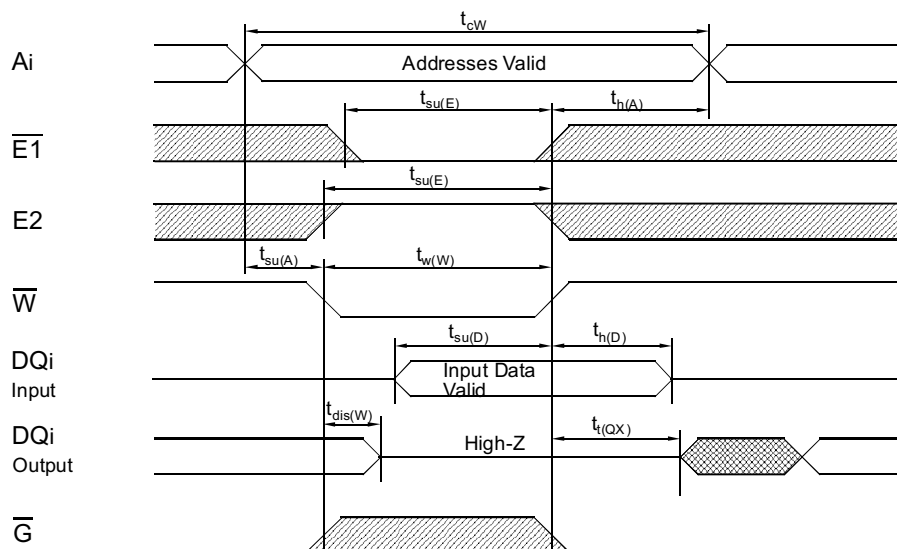 tcW
Ai
Addresses Valid
tsu(E)
th(A)
E1
tsu(E)
E2
tsu(A)
tw(W)
W
tsu(D)
th(D)
DQi
Input
Input Data
Valid
tdis(W)
tt(QX)
DQi
Output
High-Z
G